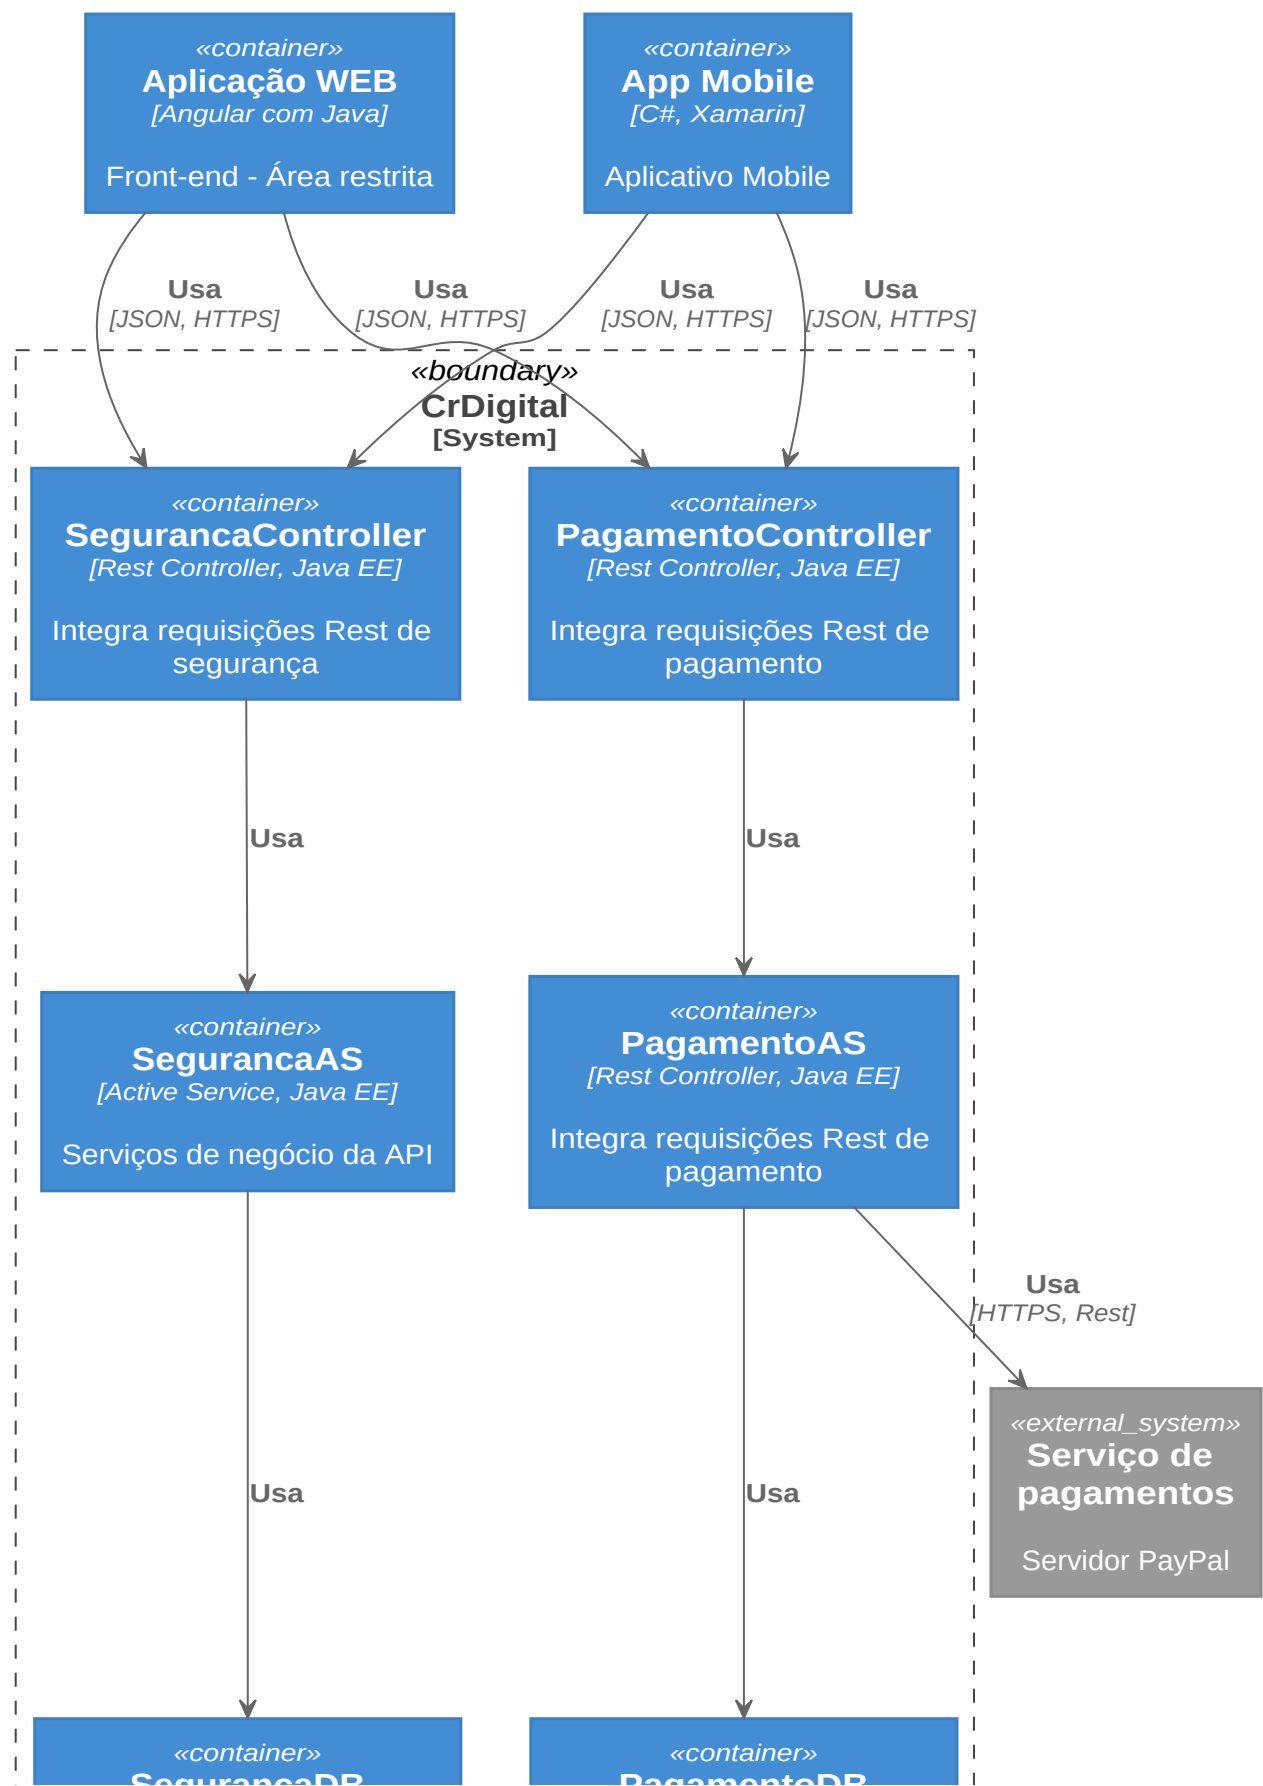 «container»
Aplicação WEB
[Angular com Java]
Front-end - Área restrita
«container»
App Mobile
[C#, Xamarin]
Aplicativo Mobile
Usa
[JSON, HTTPS]
Usa
[JSON, HTTPS]
Usa
[JSON, HTTPS]
Usa
[JSON, HTTPS]
«boundary»
CrDigital
[System]
«container»
SegurancaController
[Rest Controller, Java EE]
Integra requisições Rest de
segurança
«container»
PagamentoController
[Rest Controller, Java EE]
Integra requisições Rest de
pagamento
Usa
Usa
«container»
SegurancaAS
[Active Service, Java EE]
Serviços de negócio da API
«container»
PagamentoAS
[Rest Controller, Java EE]
Integra requisições Rest de
pagamento
Usa
[HTTPS, Rest]
«external_system»
Serviço de
pagamentos
Servidor PayPal
Usa
Usa
«container»
SegurancaDB
«container»
PagamentoDB